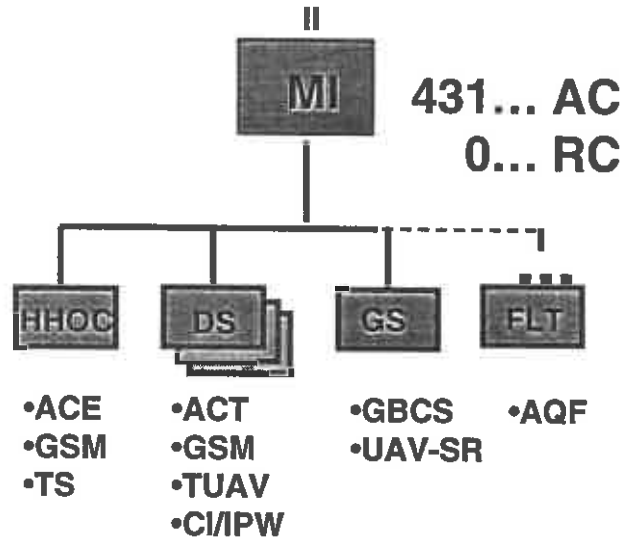 MI
431... AC
0... RC
HHOC
DS
GS
FLT
•ACE
•GSM
•TS
•ACT
•GSM
•TUAV
•CI/IPW
•GBCS
•UAV-SR
•AQF